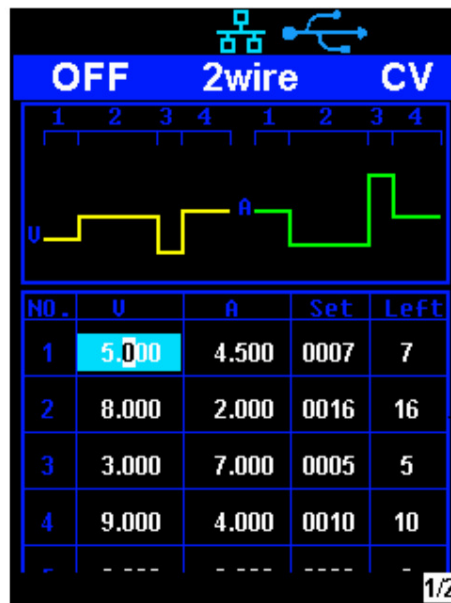 OFF 2wire CV
1 2 3 4 1 2 3 4
V A
NO. V A Set Left
1 5.000 4.500 0007 7
2 8.000 2.000 0016 16
3 3.000 7.000 0005 5
4 9.000 4.000 0010 10
1/2